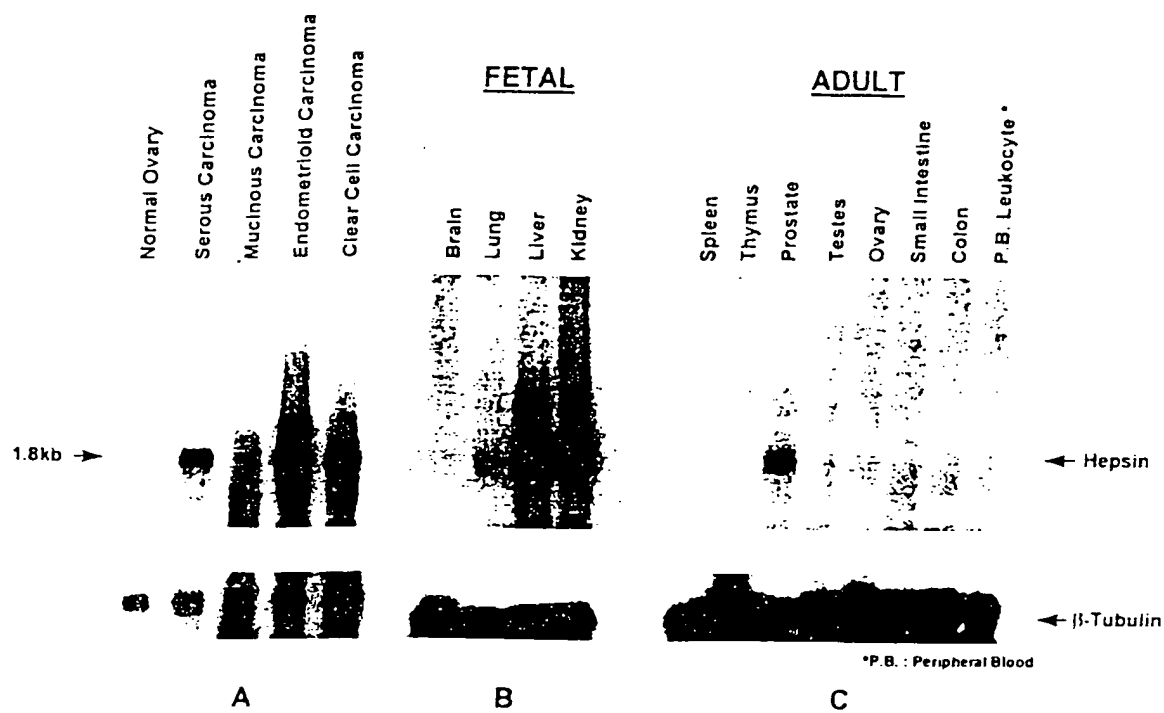 Normal Ovary
Serous Carcinoma
Mucinous Carcinoma
Endometrioid Carcinoma
Clear Cell Carcinoma
FETAL
Brain
Lung
Liver
Kidney
ADULT
Spleen
Thymus
Prostate
Testes
Ovary
Small Intestine
Colon
P.B. Leukocyte*
1.8kb
Hepsin
β-Tubulin
*P.B. : Peripheral Blood
A
B
C